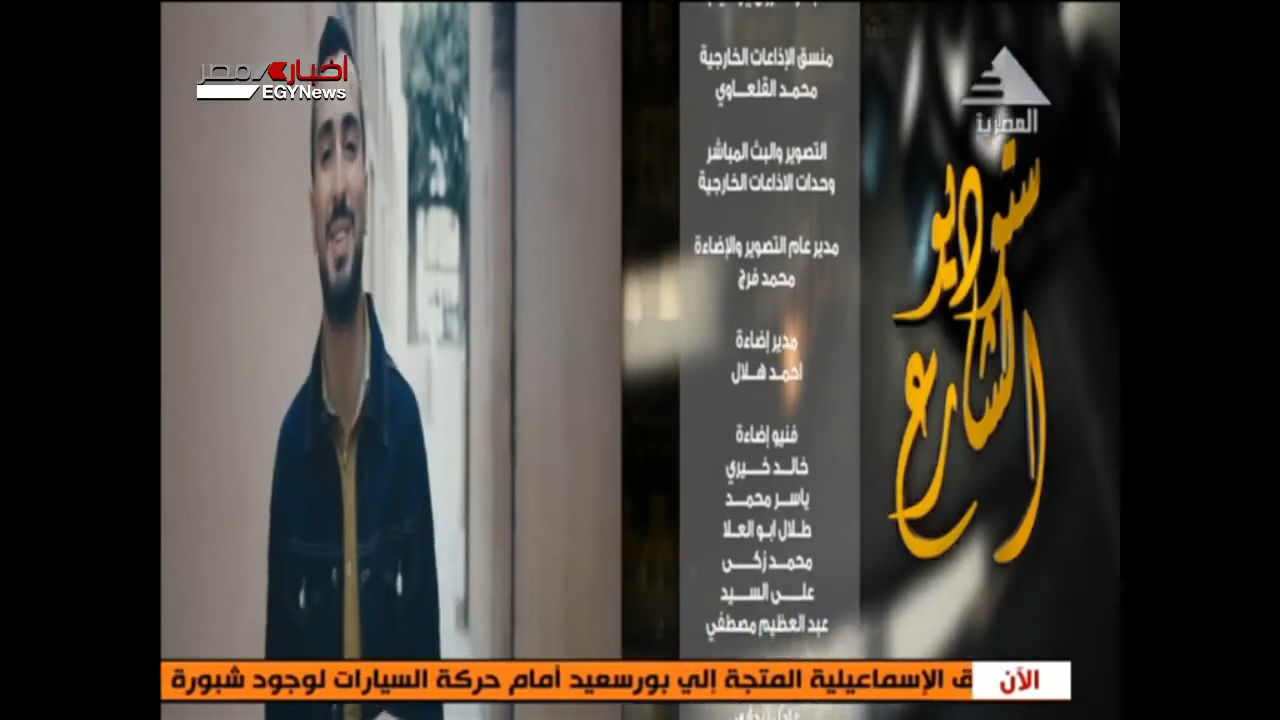 أخبار مصر
EGYNews
المصرية
ستوديو
الشارع
منسق الإذاعات الخارجية
محمد القلعاوي
التصوير والبث المباشر
وحدات الاذاعات الخارجية
مدير عام التصوير والإضاءة
محمد فرج
مدير إضاءة
احمد هلال
فنيو إضاءة
خالد خيري
ياسر محمد
طلال ابو العلا
محمد زكى
على السيد
عبد العظيم مصطفي
الآن
ق الإسماعيلية المتجة إلي بورسعيد أمام حركة السيارات لوجود شبورة